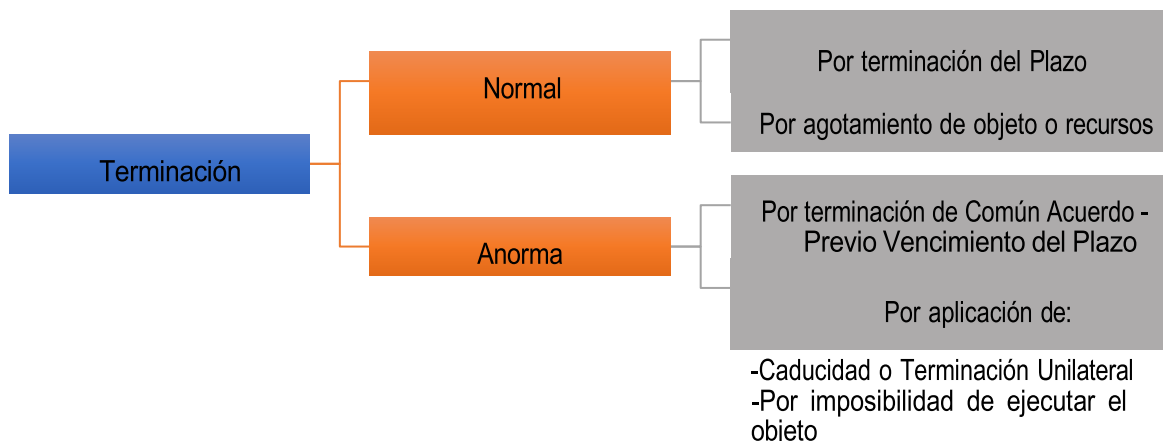 Terminación
Normal
Por terminación del Plazo
Por agotamiento de objeto o recursos
Anorma
Por terminación de Común Acuerdo -
Previo Vencimiento del Plazo
Por aplicación de:
-Caducidad o Terminación Unilateral
-Por imposibilidad de ejecutar el
objeto